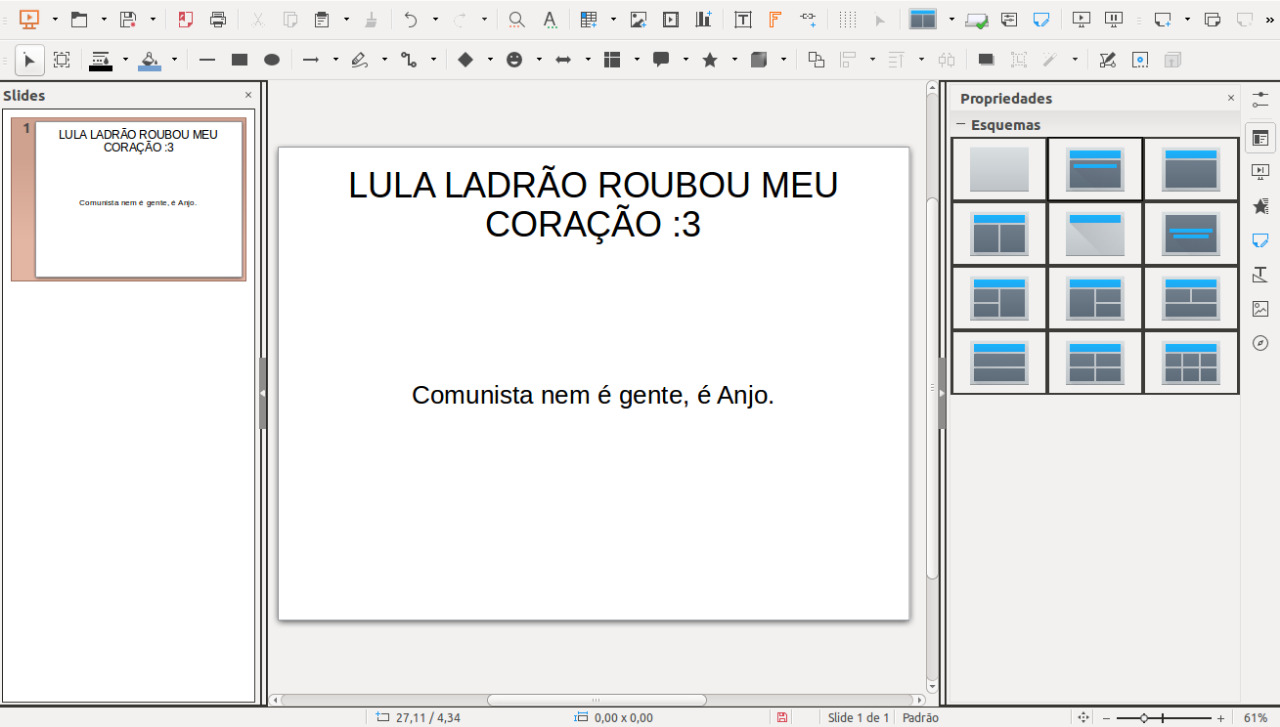 Slides
Propriedades
Esquemas
1
LULA LADRÃO ROUBOU MEU
CORAÇÃO :3
Comunista nem é gente, é Anjo.
LULA LADRÃO ROUBOU MEU
CORAÇÃO :3
Comunista nem é gente, é Anjo.
27,11 / 4,34
0,00 x 0,00
Slide 1 de 1
Padrão
61%